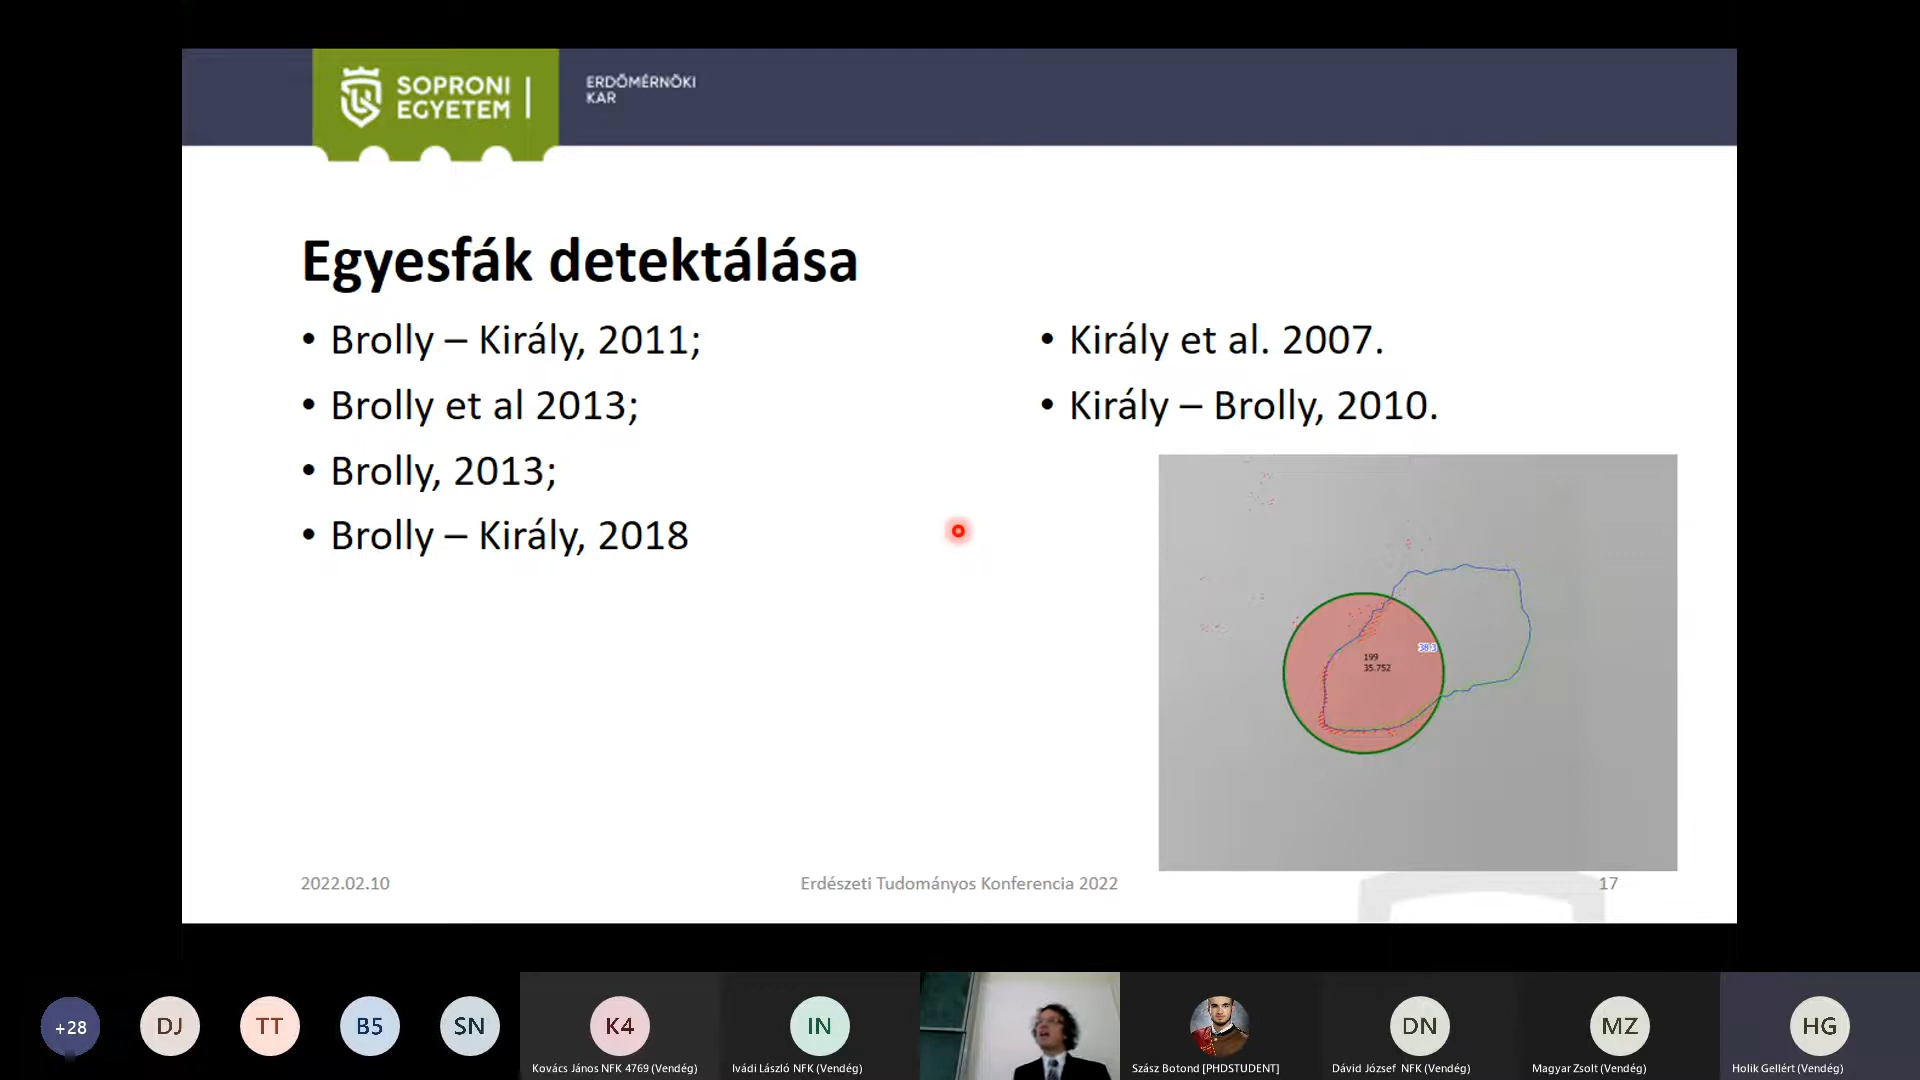 SOPRONI
EGYETEM
ERDŐMÉRNÖKI
KAR
Egyesfák detektálása
• Brolly – Király, 2011;
• Brolly et al 2013;
• Brolly, 2013;
• Brolly – Király, 2018
• Király et al. 2007.
• Király – Brolly, 2010.
38.3
199
35.752
2022.02.10
Erdészeti Tudományos Konferencia 2022
17
+28
DJ
TT
B5
SN
K4
IN
DN
MZ
HG
Kovács János NFK 4769 (Vendég)
Ivádi László NFK (Vendég)
Szász Botond [PHDSTUDENT]
Dávid József NFK (Vendég)
Magyar Zsolt (Vendég)
Holik Gellért (Vendég)